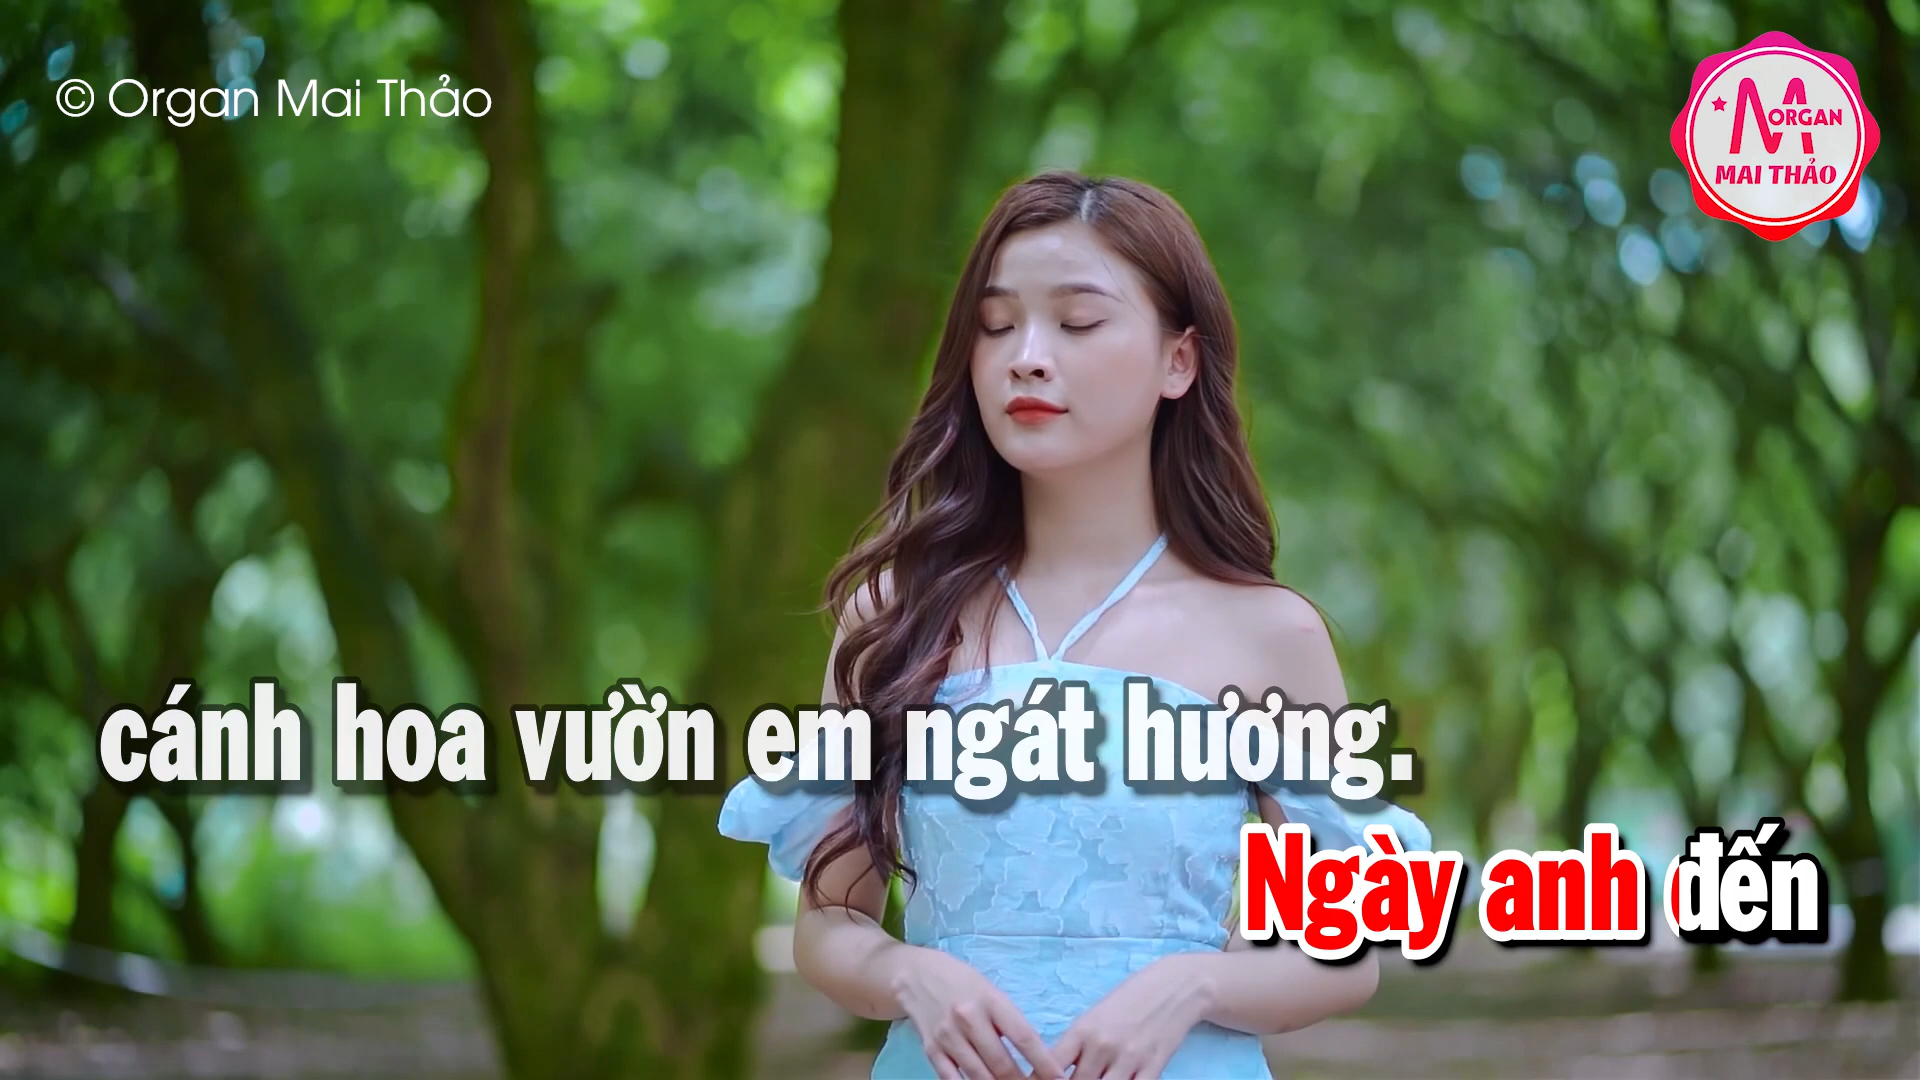 © Organ Mai Thảo
M ORGAN
MAI THẢO
cánh hoa vườn em ngát hương.
Ngày anh đến